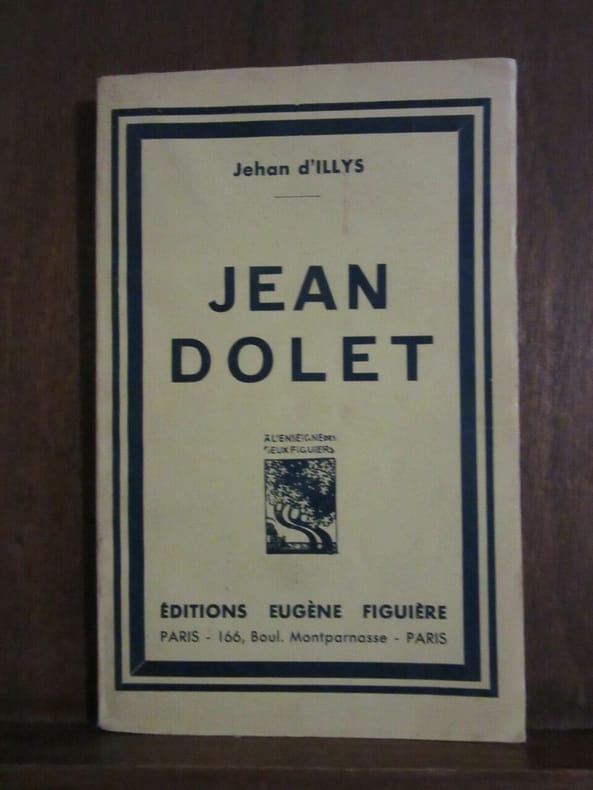 Jehan d'ILLYS
JEAN
DOLET
A L'ENSEIGNE DES
DEUX FIGUIERS
ÉDITIONS EUGÈNE FIGUIÈRE
PARIS - 166, Boul. Montparnasse - PARIS